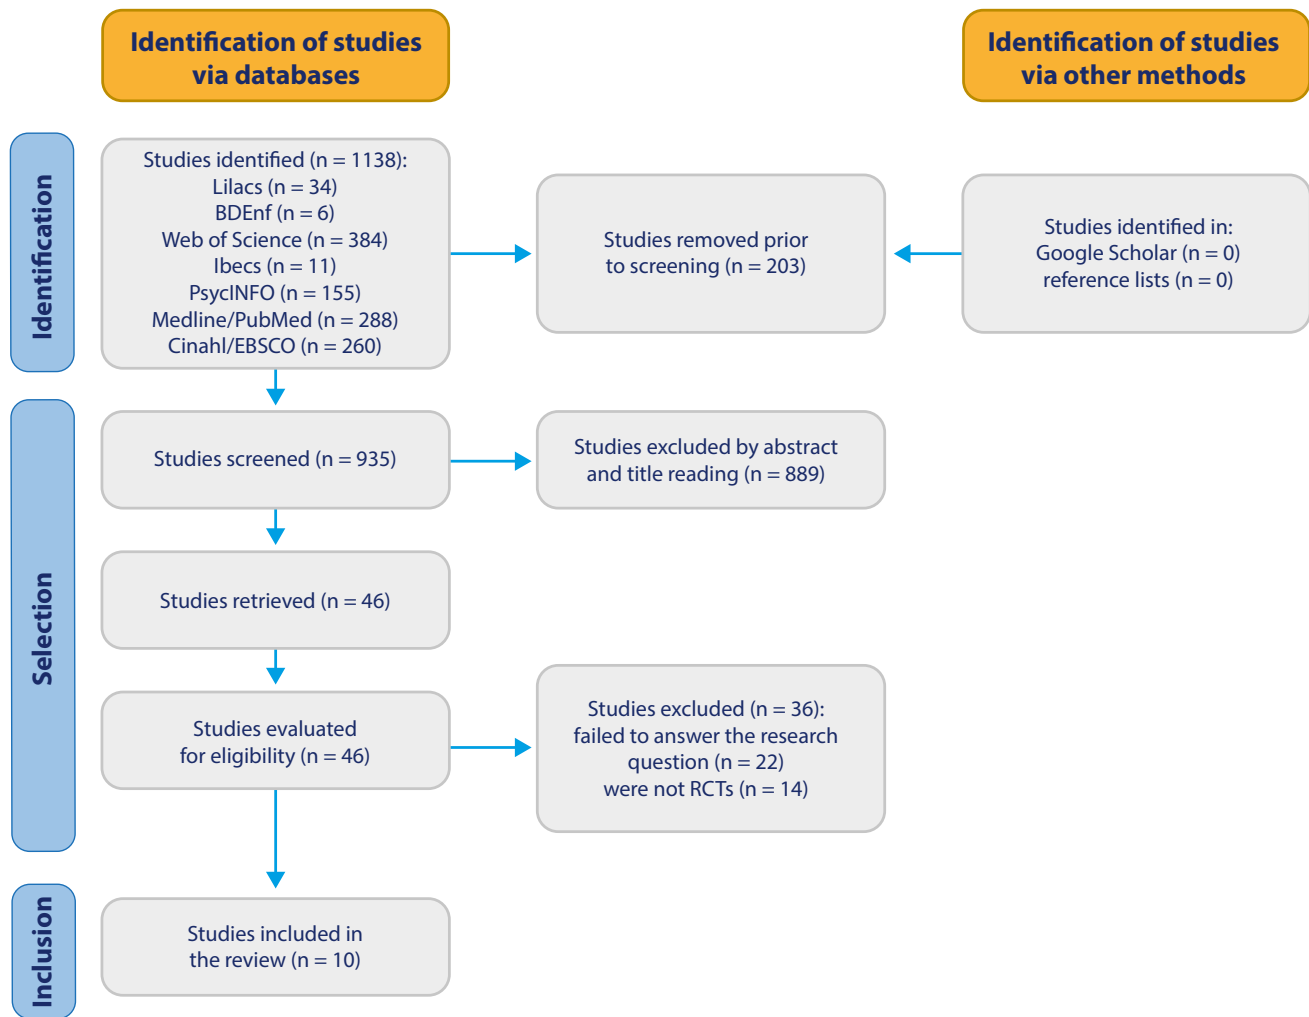 Identification of studies
via databases
Identification of studies
via other methods
Identification
Studies identified (n = 1138):
Lilacs (n = 34)
BDEnf (n = 6)
Web of Science (n = 384)
Ibecs (n = 11)
PsycINFO (n = 155)
Medline/PubMed (n = 288)
Cinahl/EBSCO (n = 260)
Studies removed prior
to screening (n = 203)
Studies identified in:
Google Scholar (n = 0)
reference lists (n = 0)
Selection
Studies screened (n = 935)
Studies excluded by abstract
and title reading (n = 889)
Studies retrieved (n = 46)
Studies evaluated
for eligibility (n = 46)
Studies excluded (n = 36):
failed to answer the research
question (n = 22)
were not RCTs (n = 14)
Inclusion
Studies included in
the review (n = 10)